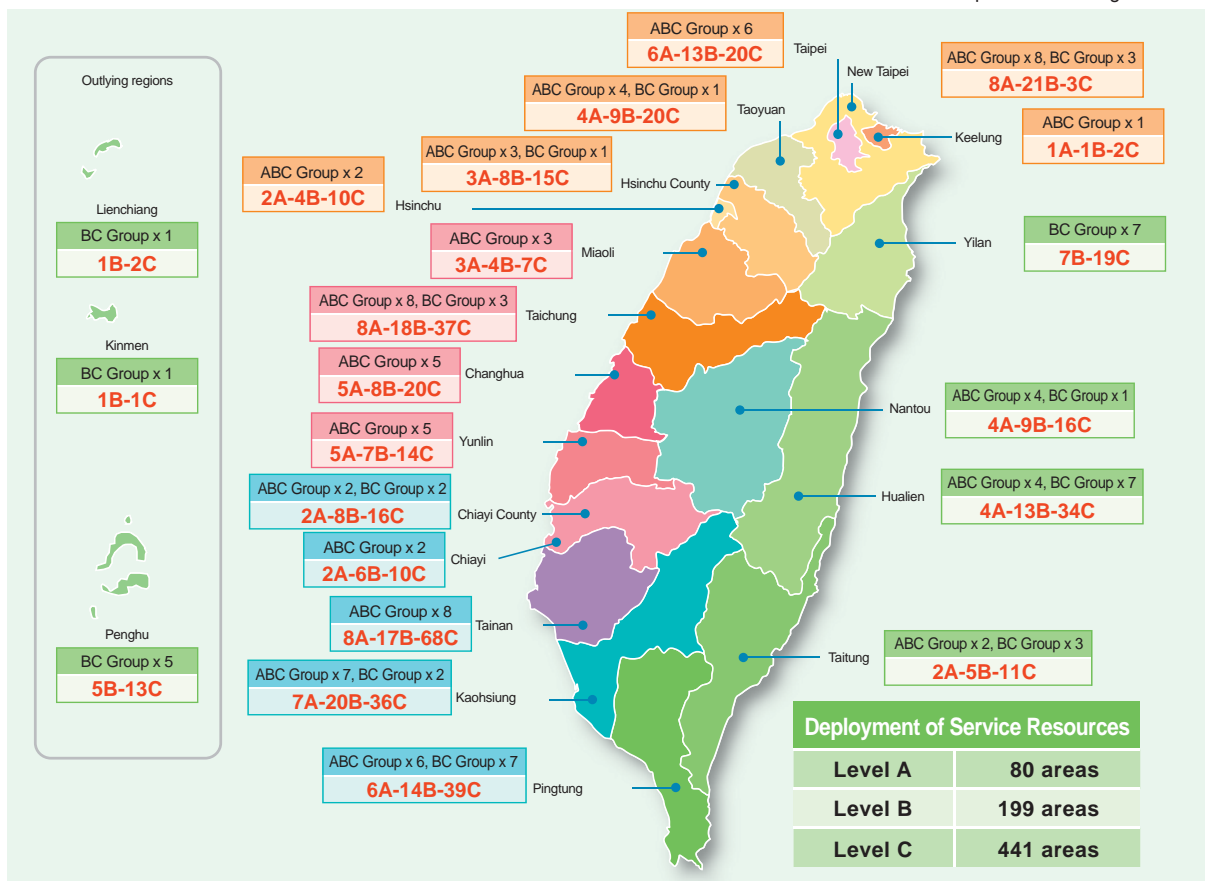 Outlying regions
Lienchiang
BC Group x 1
1B-2C
Kinmen
BC Group x 1
1B-1C
Penghu
BC Group x 5
5B-13C
ABC Group x 6
6A-13B-20C
Taipei
New Taipei
ABC Group x 8, BC Group x 3
8A-21B-3C
ABC Group x 4, BC Group x 1
4A-9B-20C
Taoyuan
Keelung
ABC Group x 1
1A-1B-2C
ABC Group x 3, BC Group x 1
3A-8B-15C
Hsinchu County
ABC Group x 2
2A-4B-10C
Hsinchu
ABC Group x 3
3A-4B-7C
Miaoli
Yilan
BC Group x 7
7B-19C
ABC Group x 8, BC Group x 3
8A-18B-37C
Taichung
ABC Group x 5
5A-8B-20C
Changhua
Nantou
ABC Group x 4, BC Group x 1
4A-9B-16C
ABC Group x 5
5A-7B-14C
Yunlin
ABC Group x 2, BC Group x 2
2A-8B-16C
Chiayi County
Hualien
ABC Group x 4, BC Group x 7
4A-13B-34C
ABC Group x 2
2A-6B-10C
Chiayi
ABC Group x 8
8A-17B-68C
Tainan
Taitung
ABC Group x 2, BC Group x 3
2A-5B-11C
ABC Group x 7, BC Group x 2
7A-20B-36C
Kaohsiung
ABC Group x 6, BC Group x 7
6A-14B-39C
Pingtung
Deployment of Service Resources
Level A 80 areas
Level B 199 areas
Level C 441 areas